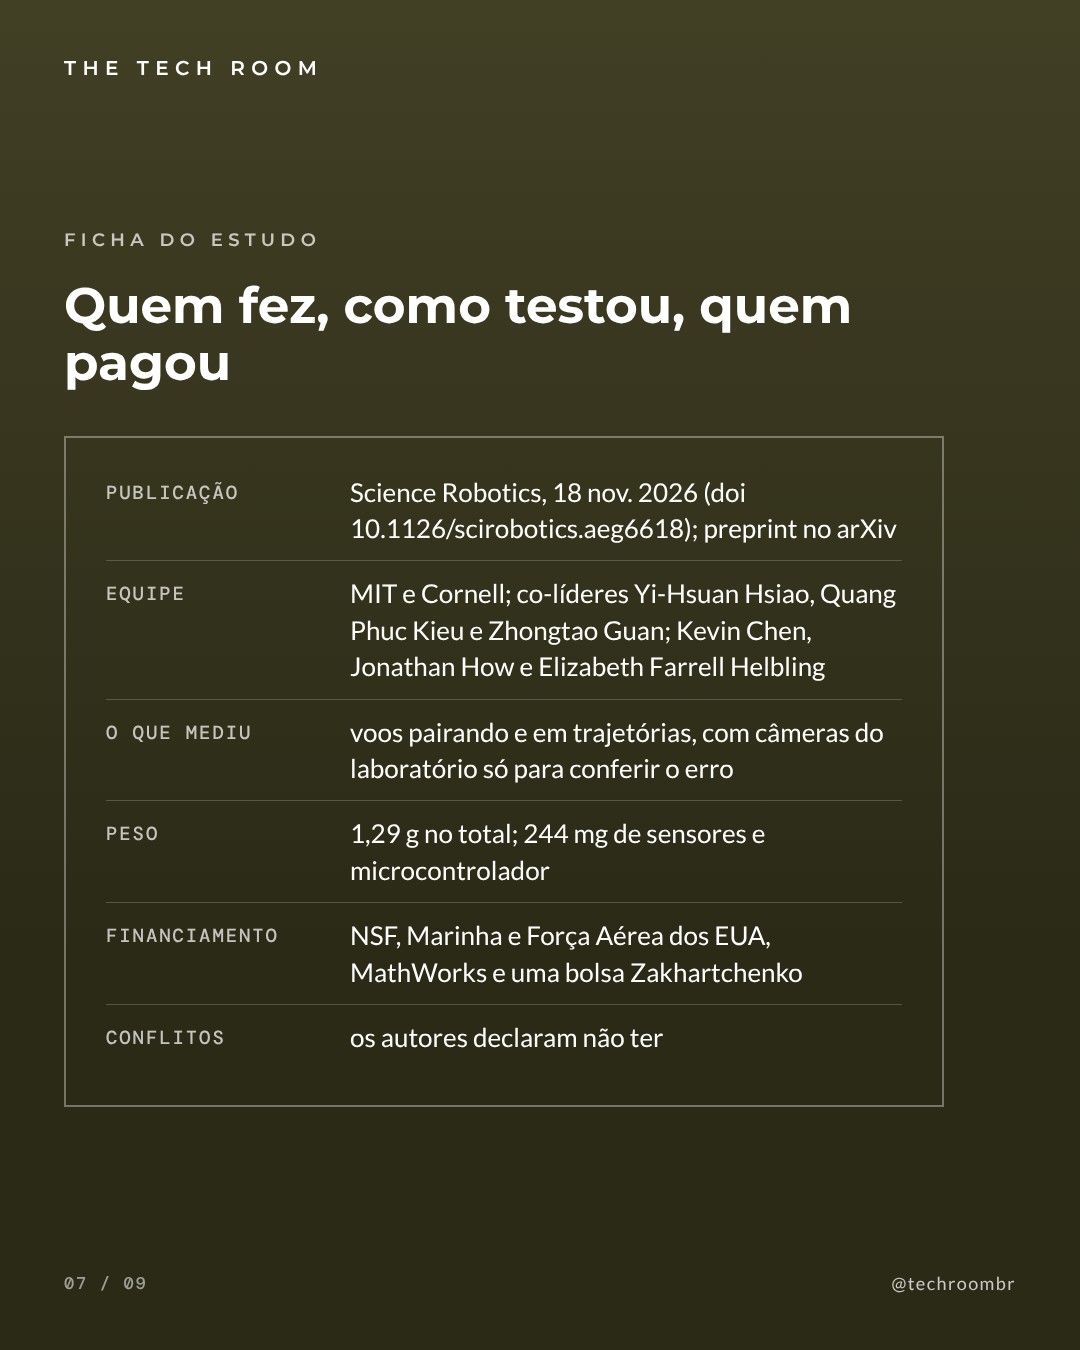 THE TECH ROOM
FICHA DO ESTUDO
Quem fez, como testou, quem
pagou
PUBLICAÇÃO
Science Robotics, 18 nov. 2026 (doi
10.1126/scirobotics.aeg6618); preprint no arXiv
EQUIPE
MIT e Cornell; co-líderes Yi-Hsuan Hsiao, Quang
Phuc Kieu e Zhongtao Guan; Kevin Chen,
Jonathan How e Elizabeth Farrell Helbling
O QUE MEDIU
voos pairando e em trajetórias, com câmeras do
laboratório só para conferir o erro
PESO
1,29 g no total; 244 mg de sensores e
microcontrolador
FINANCIAMENTO
NSF, Marinha e Força Aérea dos EUA,
MathWorks e uma bolsa Zakhartchenko
CONFLITOS
os autores declaram não ter
07 / 09
@techroombr